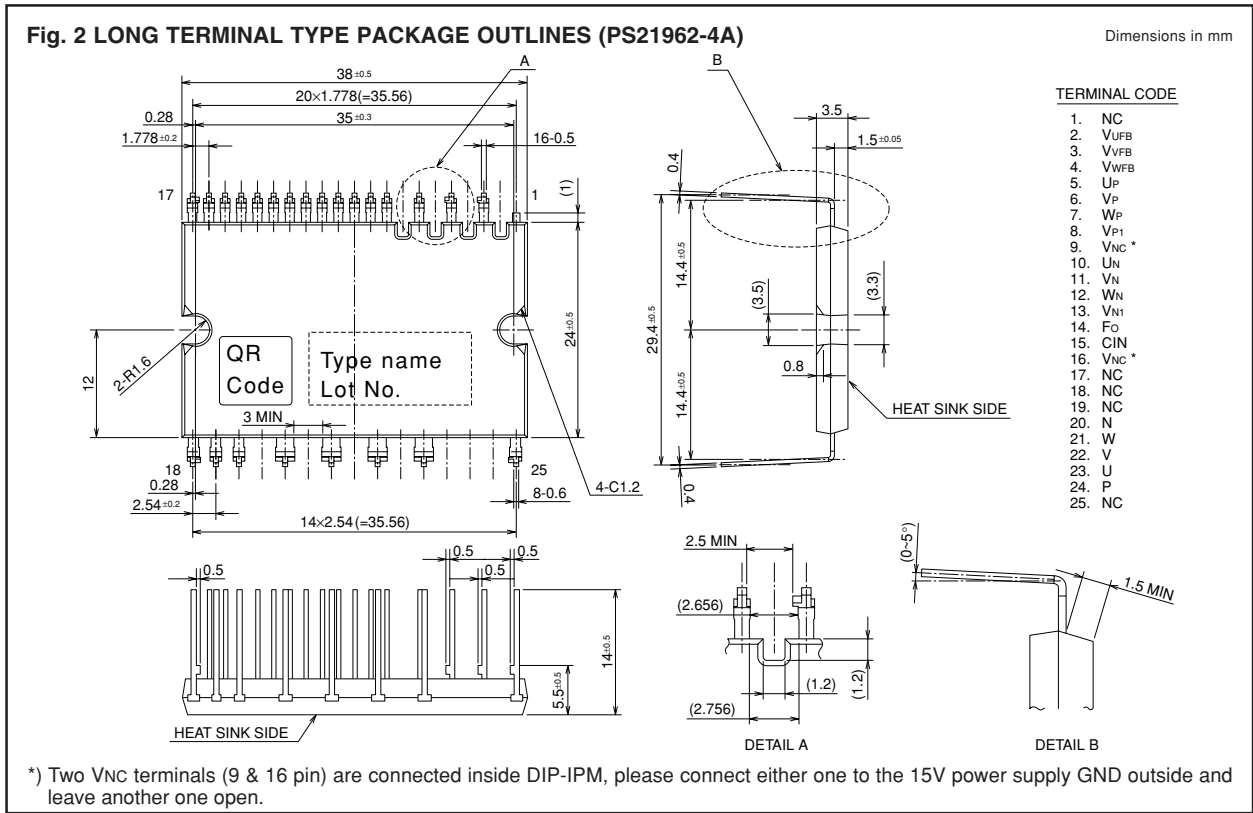 Fig. 2 LONG TERMINAL TYPE PACKAGE OUTLINES (PS21962-4A)
Dimensions in mm
A
38±0.5
20×1.778(=35.56)
35±0.3
0.28
1.778±0.2
16-0.5
17
1
(1)
2-R1.6
12
24±0.5
QR
Code
Type name
Lot No.
3 MIN
18
25
0.28
2.54±0.2
14×2.54(=35.56)
8-0.6
4-C1.2
B
3.5
1.5±0.05
0.4
14.4±0.5
29.4±0.5
14.4±0.5
(3.5)
(3.3)
0.8
HEAT SINK SIDE
0.4
TERMINAL CODE
1. NC
2. VUFB
3. VVFB
4. VWFB
5. UP
6. VP
7. WP
8. VP1
9. VNC *
10. UN
11. VN
12. WN
13. VN1
14. FO
15. CIN
16. VNC *
17. NC
18. NC
19. NC
20. N
21. W
22. V
23. U
24. P
25. NC
0.5
0.5
0.5
0.5
14±0.5
5.5±0.5
HEAT SINK SIDE
2.5 MIN
(2.656)
(1.2)
(1.2)
(2.756)
DETAIL A
(0~5°)
1.5 MIN
DETAIL B
*) Two VNC terminals (9 & 16 pin) are connected inside DIP-IPM, please connect either one to the 15V power supply GND outside and
leave another one open.